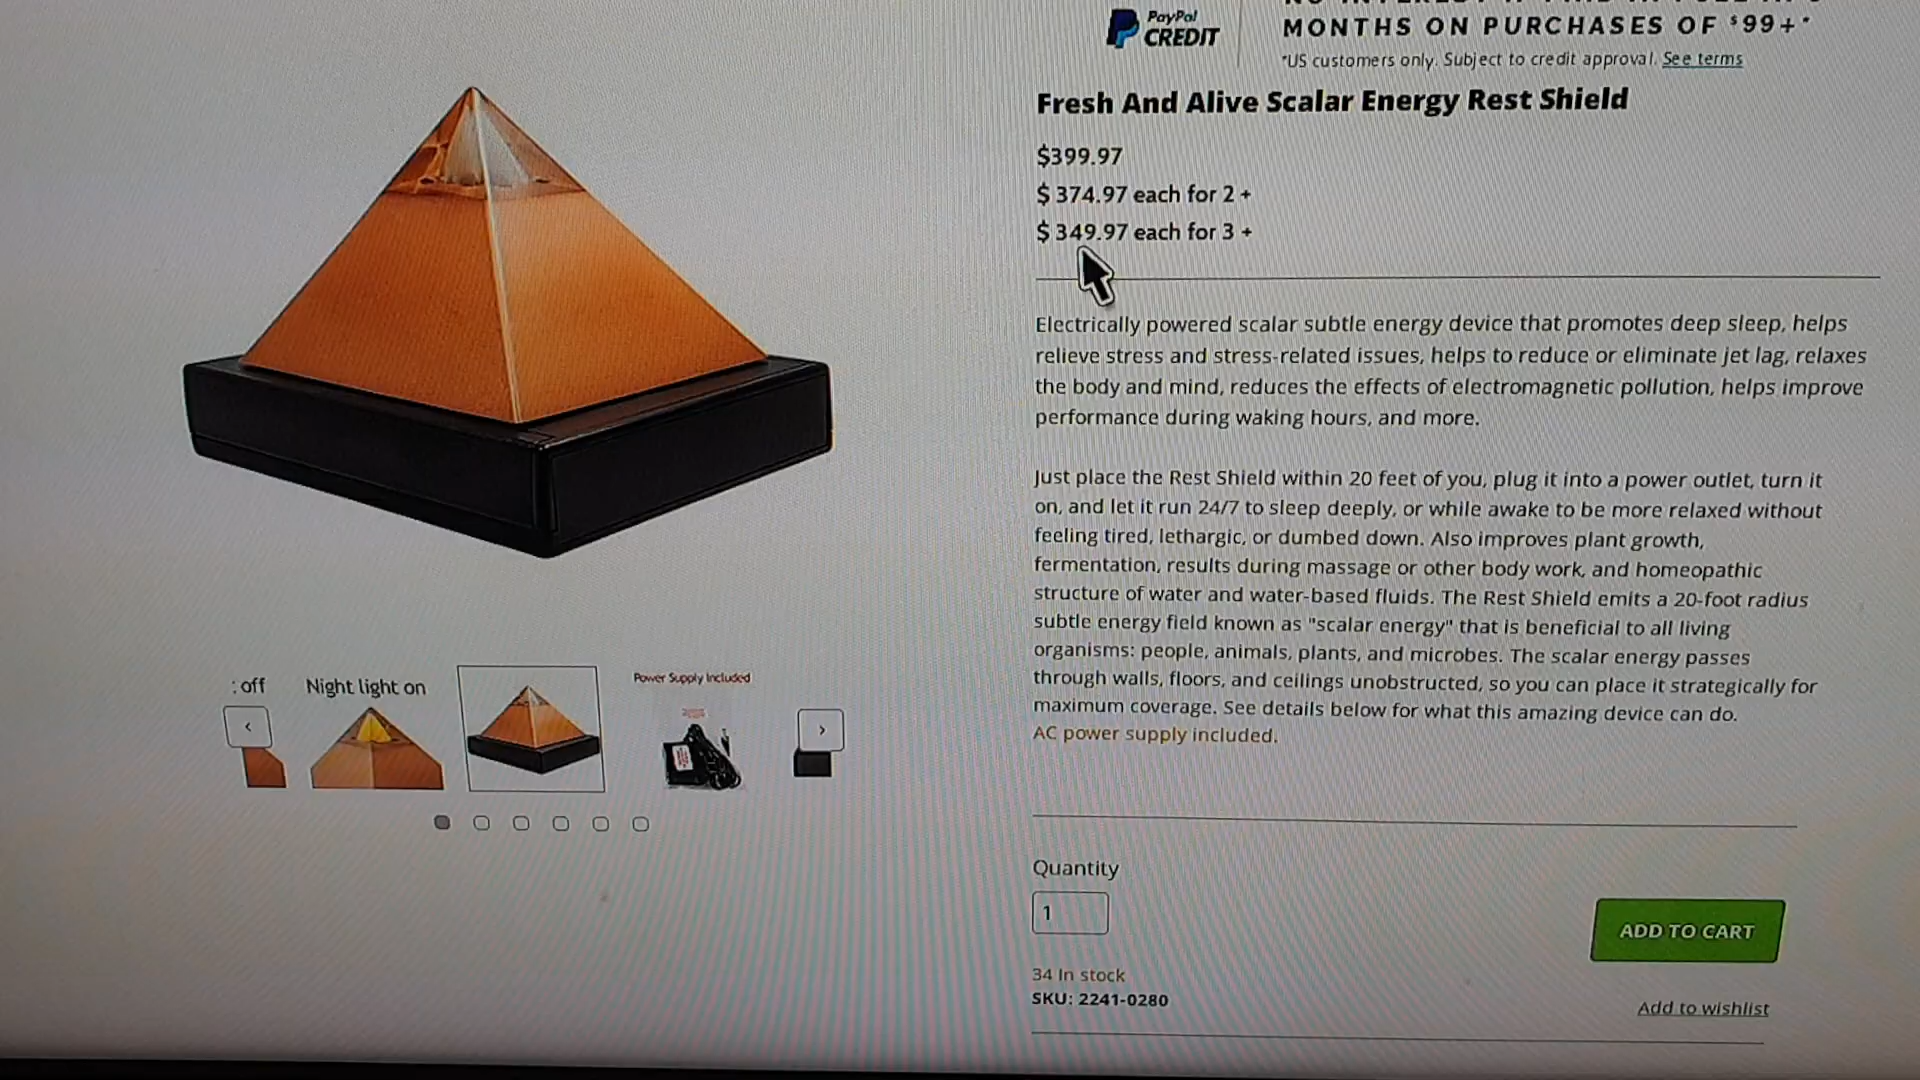 PayPal
CREDIT
MONTHS ON PURCHASES OF $99+*
*US customers only. Subject to credit approval. See terms
Fresh And Alive Scalar Energy Rest Shield
$399.97
$ 374.97 each for 2 +
$ 349.97 each for 3 +
Electrically powered scalar subtle energy device that promotes deep sleep, helps
relieve stress and stress-related issues, helps to reduce or eliminate jet lag, relaxes
the body and mind, reduces the effects of electromagnetic pollution, helps improve
performance during waking hours, and more.
Just place the Rest Shield within 20 feet of you, plug it into a power outlet, turn it
on, and let it run 24/7 to sleep deeply, or while awake to be more relaxed without
feeling tired, lethargic, or dumbed down. Also improves plant growth,
fermentation, results during massage or other body work, and homeopathic
structure of water and water-based fluids. The Rest Shield emits a 20-foot radius
subtle energy field known as "scalar energy" that is beneficial to all living
organisms: people, animals, plants, and microbes. The scalar energy passes
through walls, floors, and ceilings unobstructed, so you can place it strategically for
maximum coverage. See details below for what this amazing device can do.
AC power supply included.
: off
Night light on
Power Supply Included
Quantity
1
ADD TO CART
34 In stock
SKU: 2241-0280
Add to wishlist